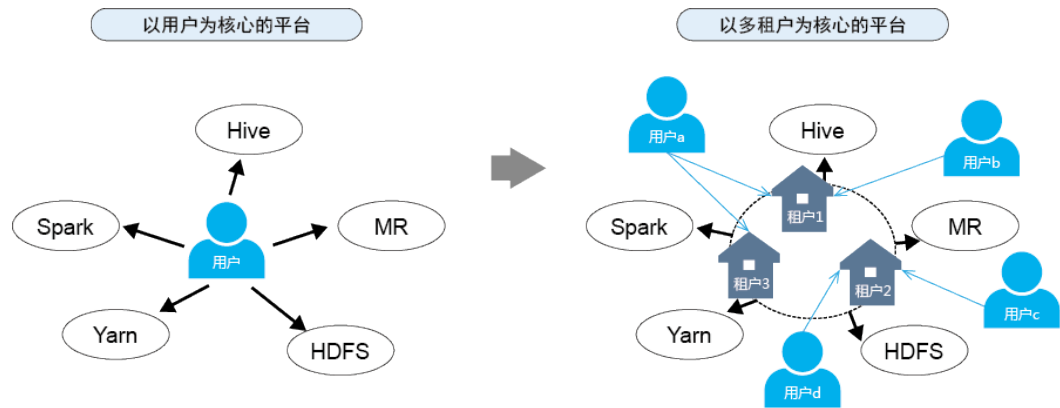 以用户为核心的平台
Hive
Spark
MR
用户
Yarn
HDFS
以多租户为核心的平台
用户a
Hive
用户b
租户1
Spark
MR
租户3
租户2
用户c
Yarn
HDFS
用户d